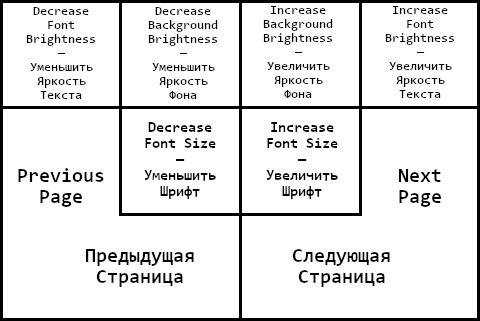 Decrease
Font
Brightness
—
Уменьшить
Яркость
Текста
Decrease
Background
Brightness
—
Уменьшить
Яркость
Фона
Increase
Background
Brightness
—
Увеличить
Яркость
Фона
Increase
Font
Brightness
—
Увеличить
Яркость
Текста
Previous
Page
Decrease
Font Size
—
Уменьшить
Шрифт
Increase
Font Size
—
Увеличить
Шрифт
Next
Page
Предыдущая
Страница
Следующая
Страница